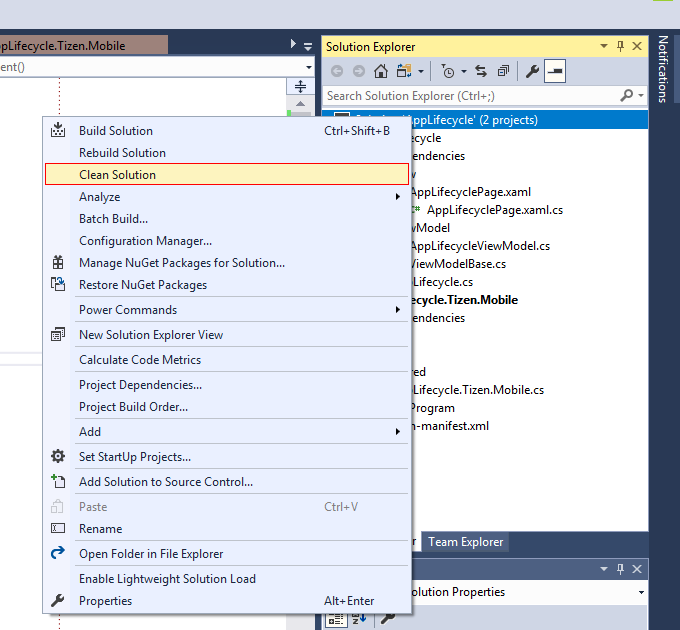 Lifecycle.Tizen.Mobile
ent()
Solution Explorer
Search Solution Explorer (Ctrl+;)
Notifications
AppLifecycle' (2 projects)
Build Solution Ctrl+Shift+B
Rebuild Solution
Clean Solution
Analyze
Batch Build...
Configuration Manager...
Manage NuGet Packages for Solution...
Restore NuGet Packages
Power Commands
New Solution Explorer View
Calculate Code Metrics
Project Dependencies...
Project Build Order...
Add
Set StartUp Projects...
Add Solution to Source Control...
Paste Ctrl+V
Rename
Open Folder in File Explorer
Enable Lightweight Solution Load
Properties Alt+Enter
ecycle
endencies
AppLifecyclePage.xaml
AppLifecyclePage.xaml.cs
wModel
AppLifecycleViewModel.cs
ViewModelBase.cs
Lifecycle.cs
ecycle.Tizen.Mobile
endencies
ed
Lifecycle.Tizen.Mobile.cs
Program
n-manifest.xml
r
Team Explorer
olution Properties